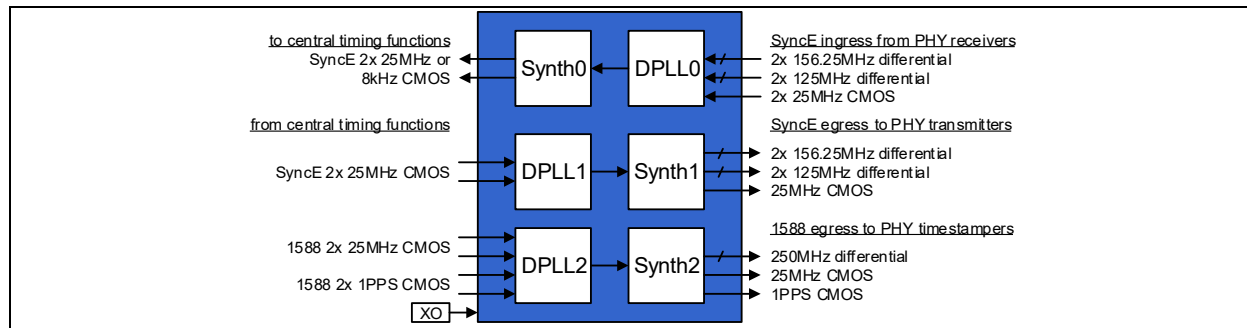 to central timing functions
SyncE 2x 25MHz or
8kHz CMOS
Synth0
DPLL0
SyncE ingress from PHY receivers
2x 156.25MHz differential
2x 125MHz differential
2x 25MHz CMOS
from central timing functions
SyncE 2x 25MHz CMOS
DPLL1
Synth1
SyncE egress to PHY transmitters
2x 156.25MHz differential
2x 125MHz differential
25MHz CMOS
1588 2x 25MHz CMOS
1588 2x 1PPS CMOS
DPLL2
Synth2
1588 egress to PHY timestampers
250MHz differential
25MHz CMOS
1PPS CMOS
XO